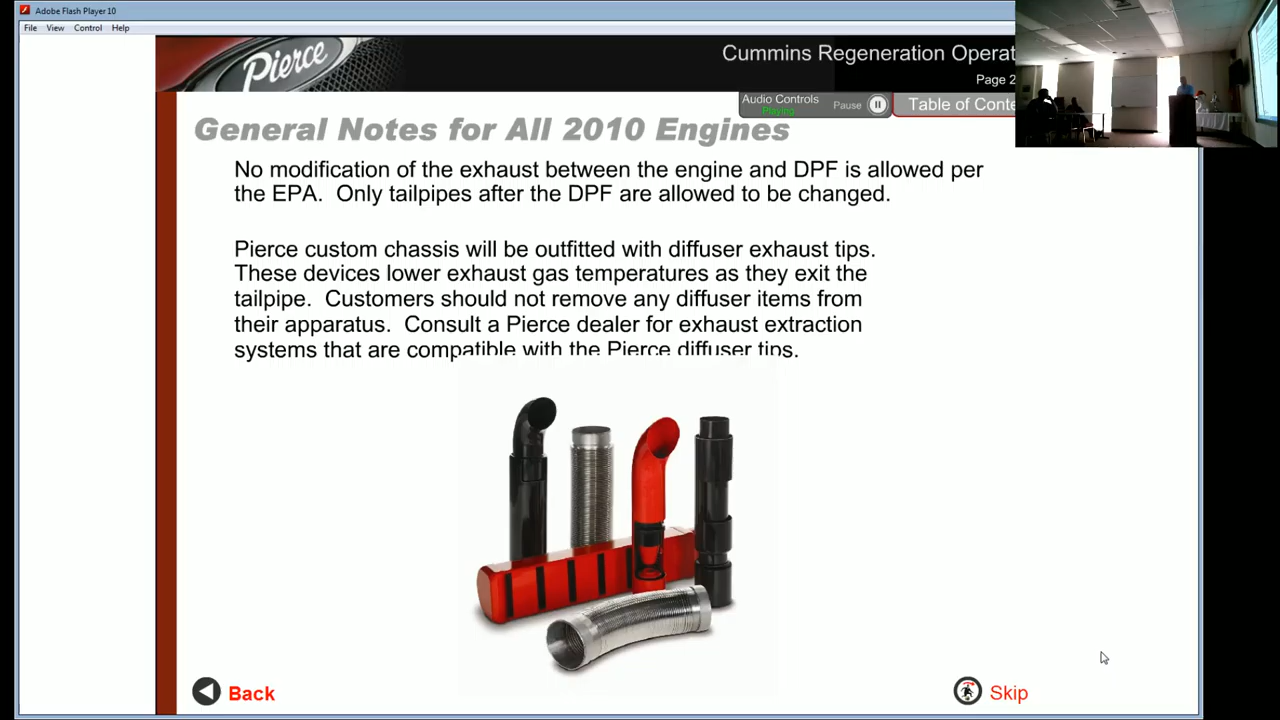 Adobe Flash Player 10
File View Control Help
Pierce
Cummins Regeneration Operat
Page 2
Audio Controls
Playing
Pause
Table of Conte
General Notes for All 2010 Engines
No modification of the exhaust between the engine and DPF is allowed per
the EPA. Only tailpipes after the DPF are allowed to be changed.
Pierce custom chassis will be outfitted with diffuser exhaust tips.
These devices lower exhaust gas temperatures as they exit the
tailpipe. Customers should not remove any diffuser items from
their apparatus. Consult a Pierce dealer for exhaust extraction
systems that are compatible with the Pierce diffuser tips.
Back
Skip